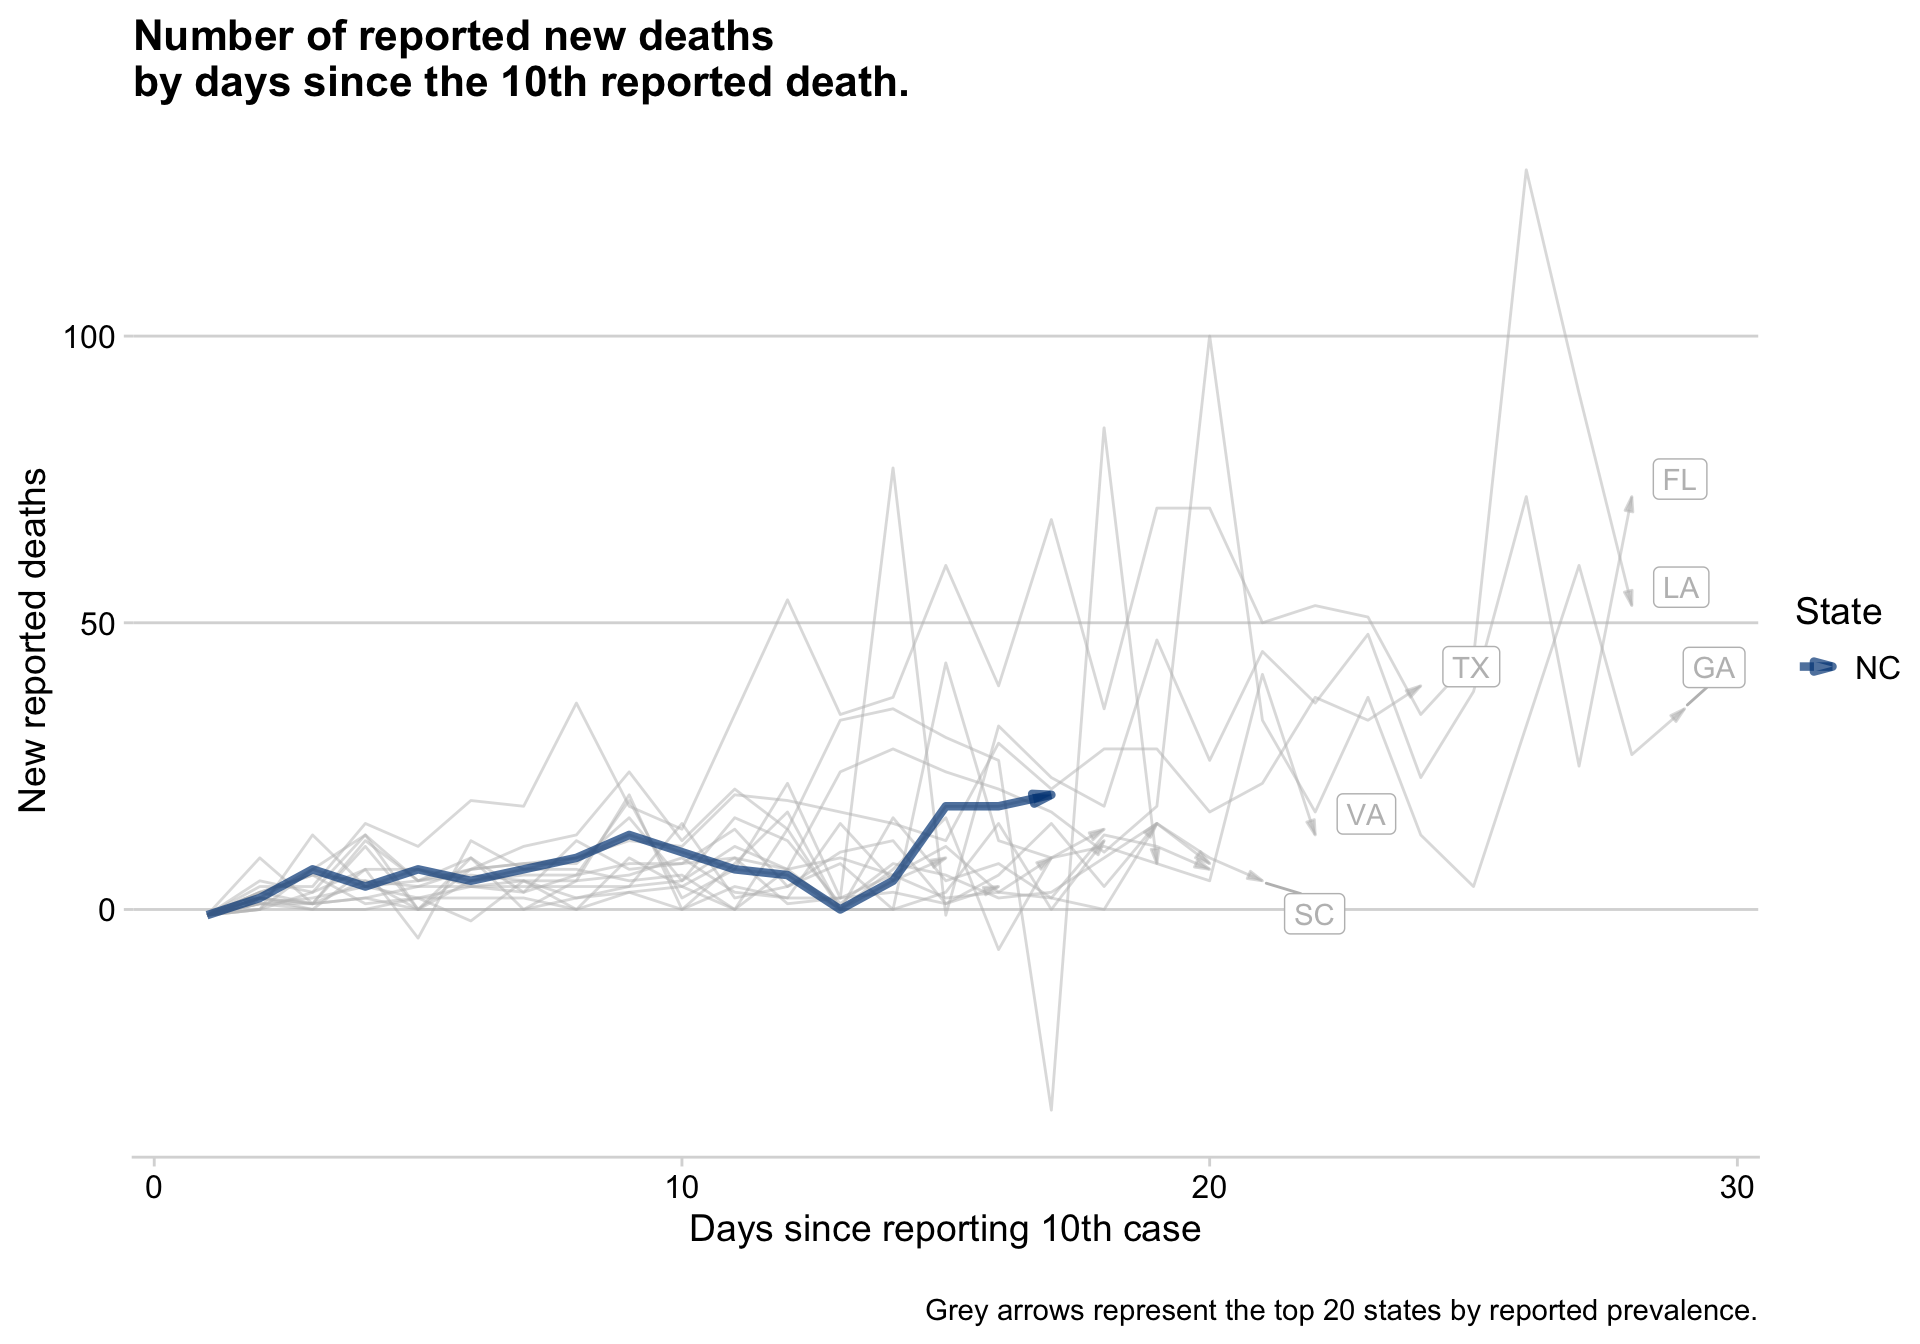 Number of reported new deaths
by days since the 10th reported death.
New reported deaths
100
50
0
FL
LA
TX
GA
VA
SC
State
NC
0
10
20
30
Days since reporting 10th case
Grey arrows represent the top 20 states by reported prevalence.